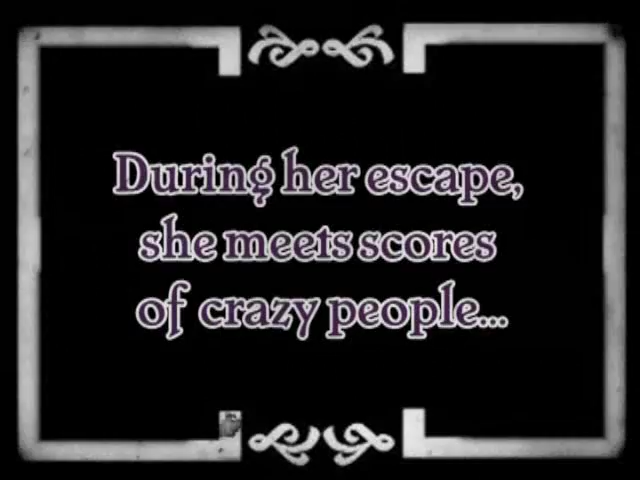 During her escape,
she meets scores
of crazy people...